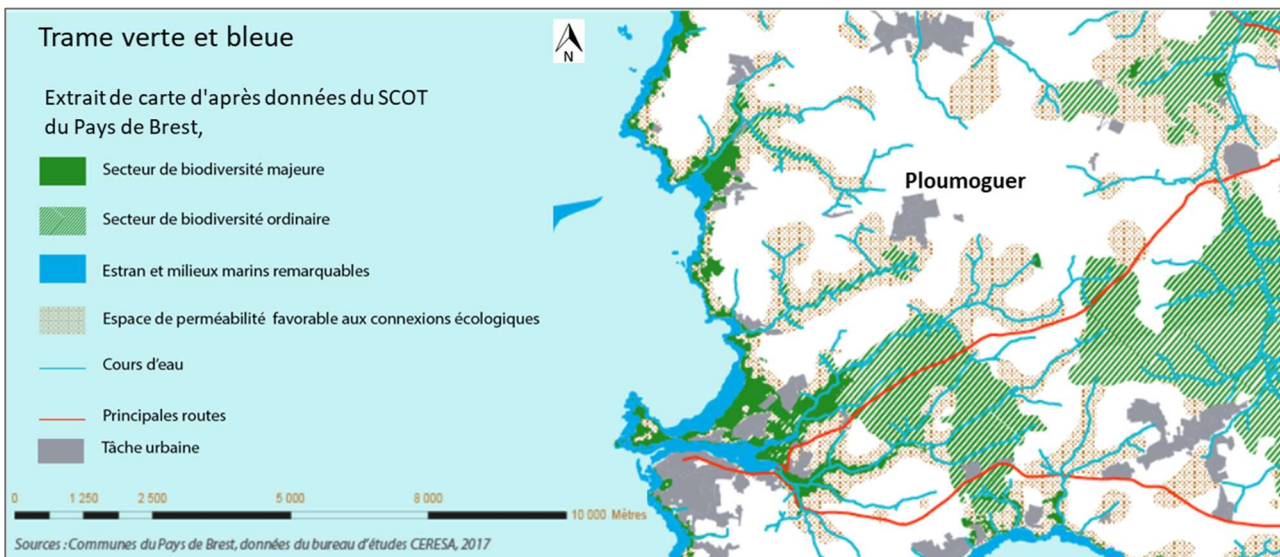 Trame verte et bleue
N
Extrait de carte d'après données du SCOT
du Pays de Brest,
Secteur de biodiversité majeure
Ploumoguer
Secteur de biodiversité ordinaire
Estran et milieux marins remarquables
Espace de perméabilité favorable aux connexions écologiques
Cours d'eau
Principales routes
Tâche urbaine
0 1 250 2 500 5 000 8 000 10 000 Mètres
Sources : Communes du Pays de Brest, données du bureau d'études CERESA, 2017